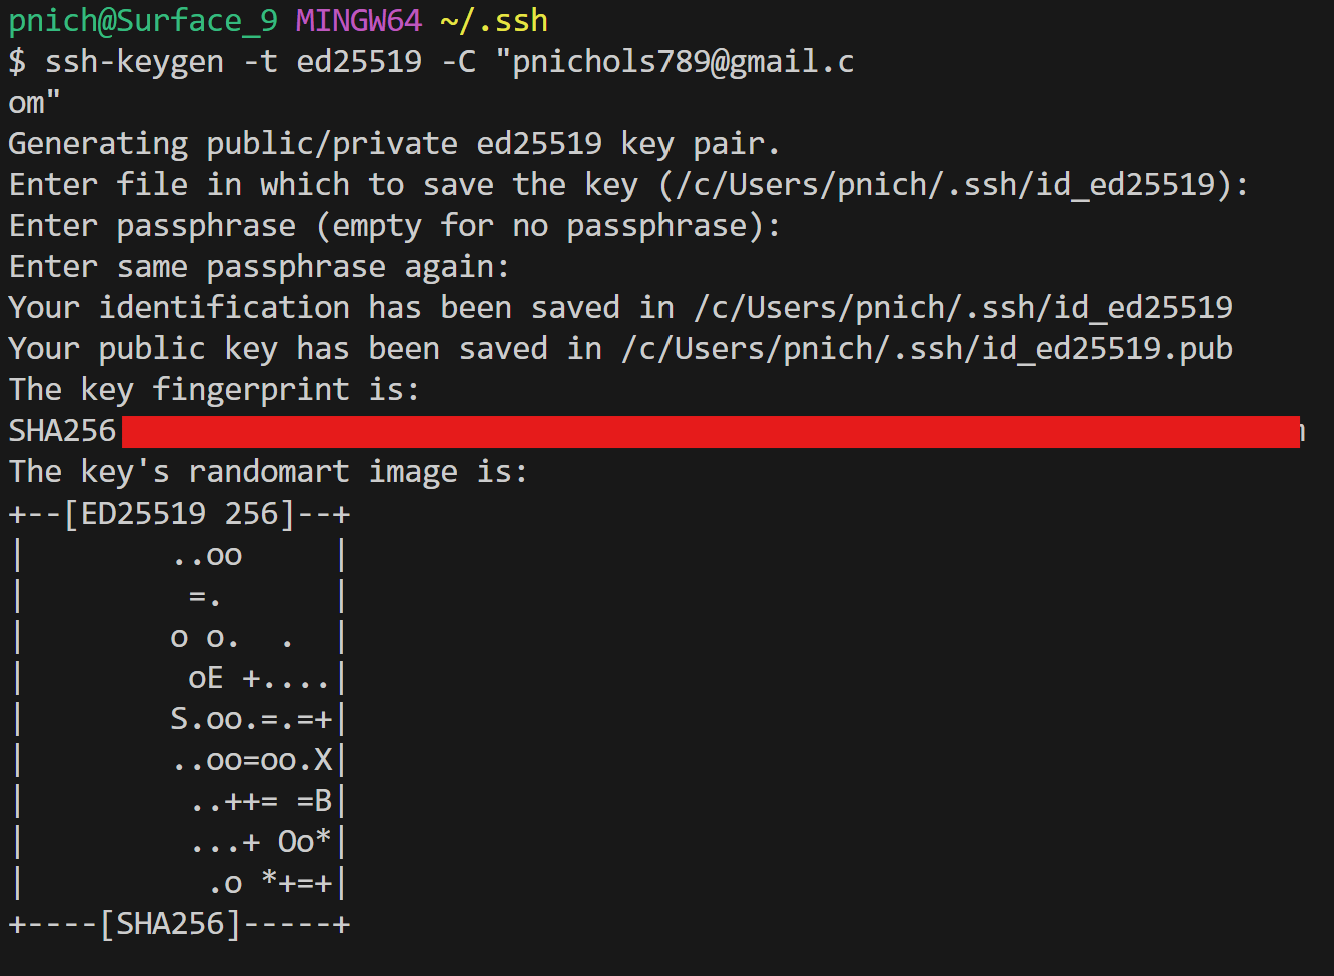 pnich@Surface_9 MINGW64 ~/.ssh
$ ssh-keygen -t ed25519 -C "pnichols789@gmail.c
om"
Generating public/private ed25519 key pair.
Enter file in which to save the key (/c/Users/pnich/.ssh/id_ed25519):
Enter passphrase (empty for no passphrase):
Enter same passphrase again:
Your identification has been saved in /c/Users/pnich/.ssh/id_ed25519
Your public key has been saved in /c/Users/pnich/.ssh/id_ed25519.pub
The key fingerprint is:
SHA256
The key's randomart image is:
+--[ED25519 256]--+
|        ..oo     |
|         =.      |
|        o o.  .  |
|         oE +....|
|        S.oo.=.=+|
|        ..oo=oo.X|
|         ..++= =B|
|         ...+ Oo*|
|          .o *+=+|
+----[SHA256]-----+